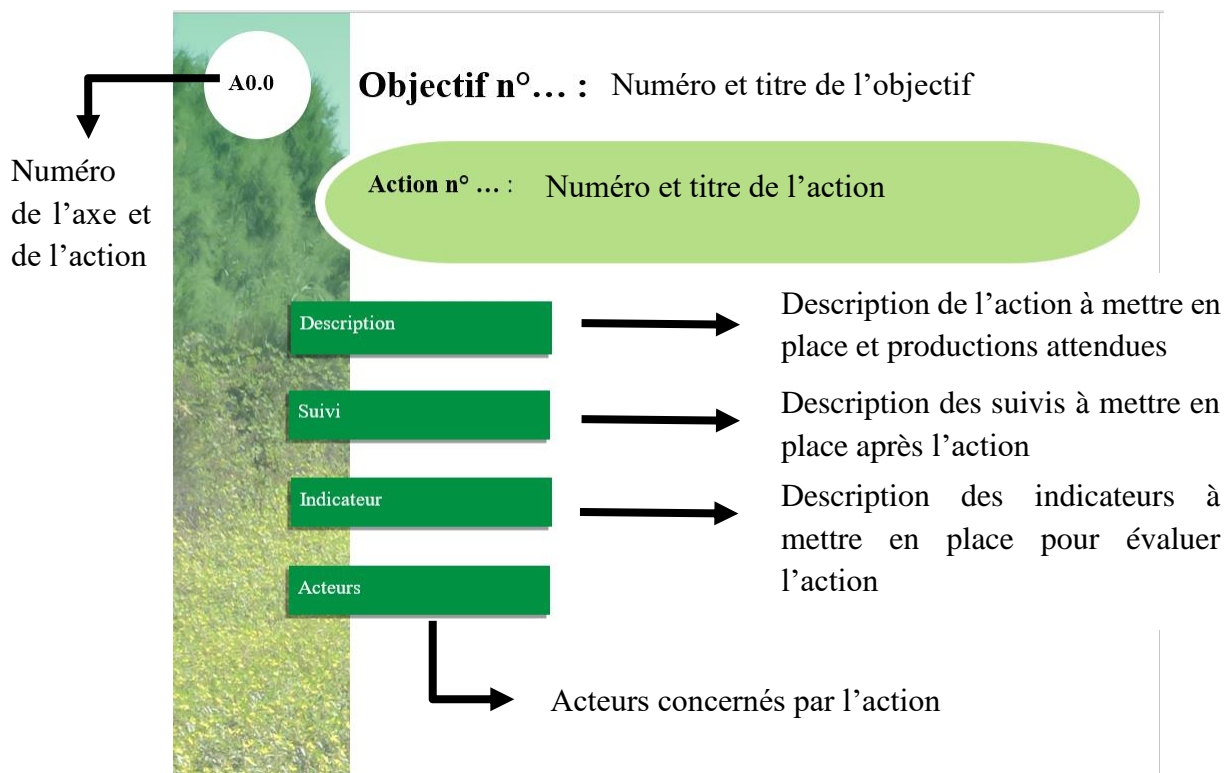 A0.0
Objectif n°… : Numéro et titre de l’objectif
Numéro
de l’axe et
de l’action
Action n° … : Numéro et titre de l’action
Description
Description de l’action à mettre en
place et productions attendues
Suivi
Description des suivis à mettre en
place après l’action
Indicateur
Description des indicateurs à
mettre en place pour évaluer
l’action
Acteurs
Acteurs concernés par l’action